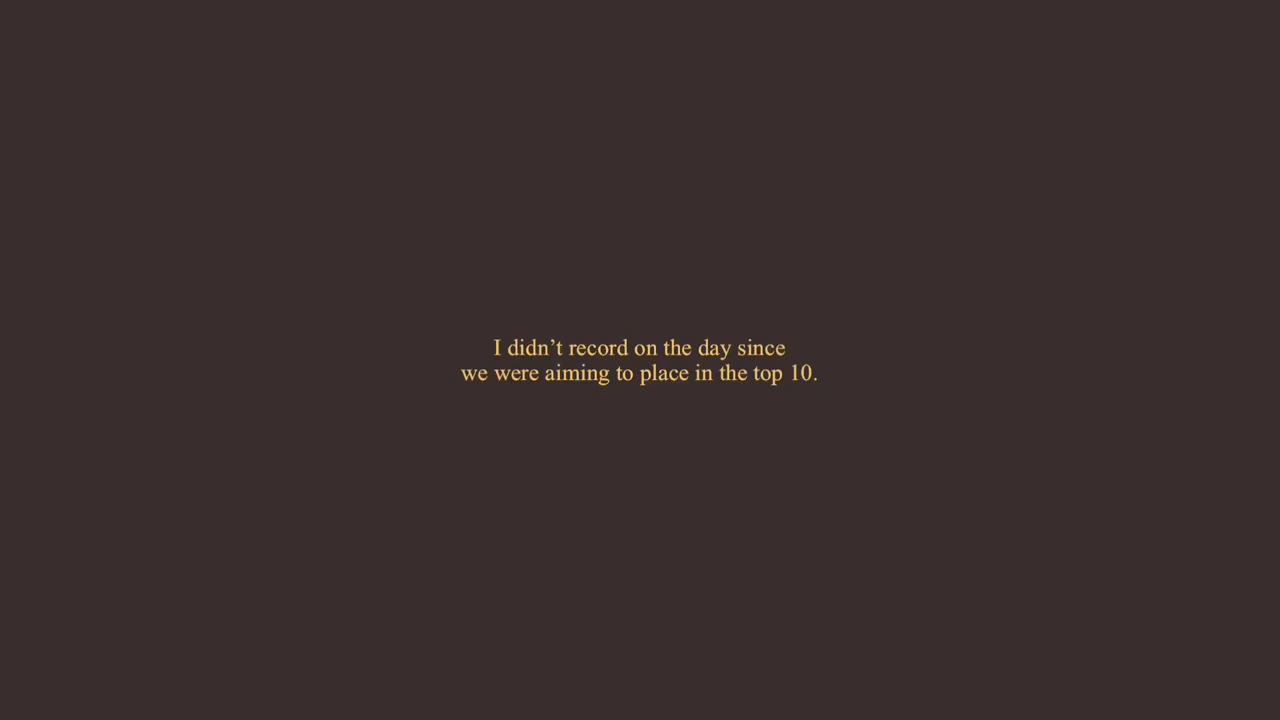 I didn’t record on the day since
we were aiming to place in the top 10.